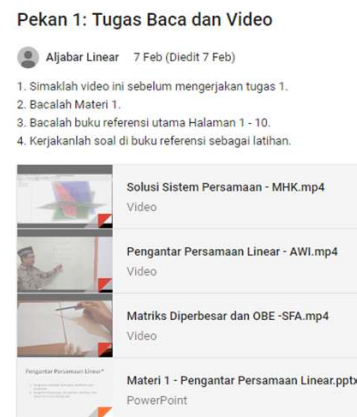 Pekan 1: Tugas Baca dan Video
Aljabar Linear 7 Feb (Diedit 7 Feb)
1. Simaklah video ini sebelum mengerjakan tugas 1.
2. Bacalah Materi 1.
3. Bacalah buku referensi utama Halaman 1 - 10.
4. Kerjakanlah soal di buku referensi sebagai latihan.
Solusi Sistem Persamaan - MHK.mp4
Video
Pengantar Persamaan Linear - AWI.mp4
Video
Matriks Diperbesar dan OBE -SFA.mp4
Video
Pengantar Persamaan Linear*
Materi 1 - Pengantar Persamaan Linear.pptx
PowerPoint